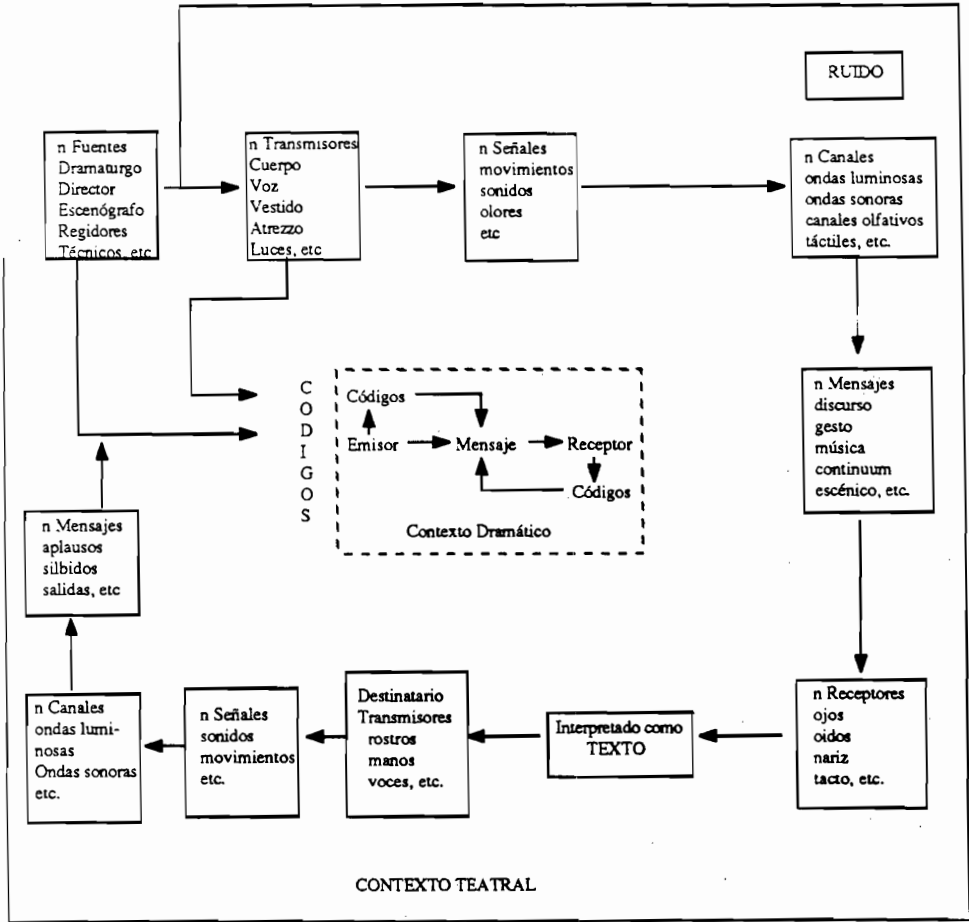 RUIDO
n Fuentes
Dramaturgo
Director
Escenógrafo
Regidores
Técnicos, etc
n Transmisores
Cuerpo
Voz
Vestido
Atrezzo
Luces, etc
n Señales
movimientos
sonidos
olores
etc
n Canales
ondas luminosas
ondas sonoras
canales olfativos
táctiles, etc.
n Mensajes
discurso
gesto
música
continuum
escénico, etc.
CODIGOS
Códigos
Emisor
Mensaje
Receptor
Códigos
Contexto Dramático
n Mensajes
aplausos
silbidos
salidas, etc
n Canales
ondas lumi-
nosas
Ondas sonoras
etc.
n Señales
sonidos
movimientos
etc.
Destinatario
Transmisores
rostros
manos
voces, etc.
Interpretado como
TEXTO
n Receptores
ojos
oidos
nariz
tacto, etc.
CONTEXTO TEATRAL